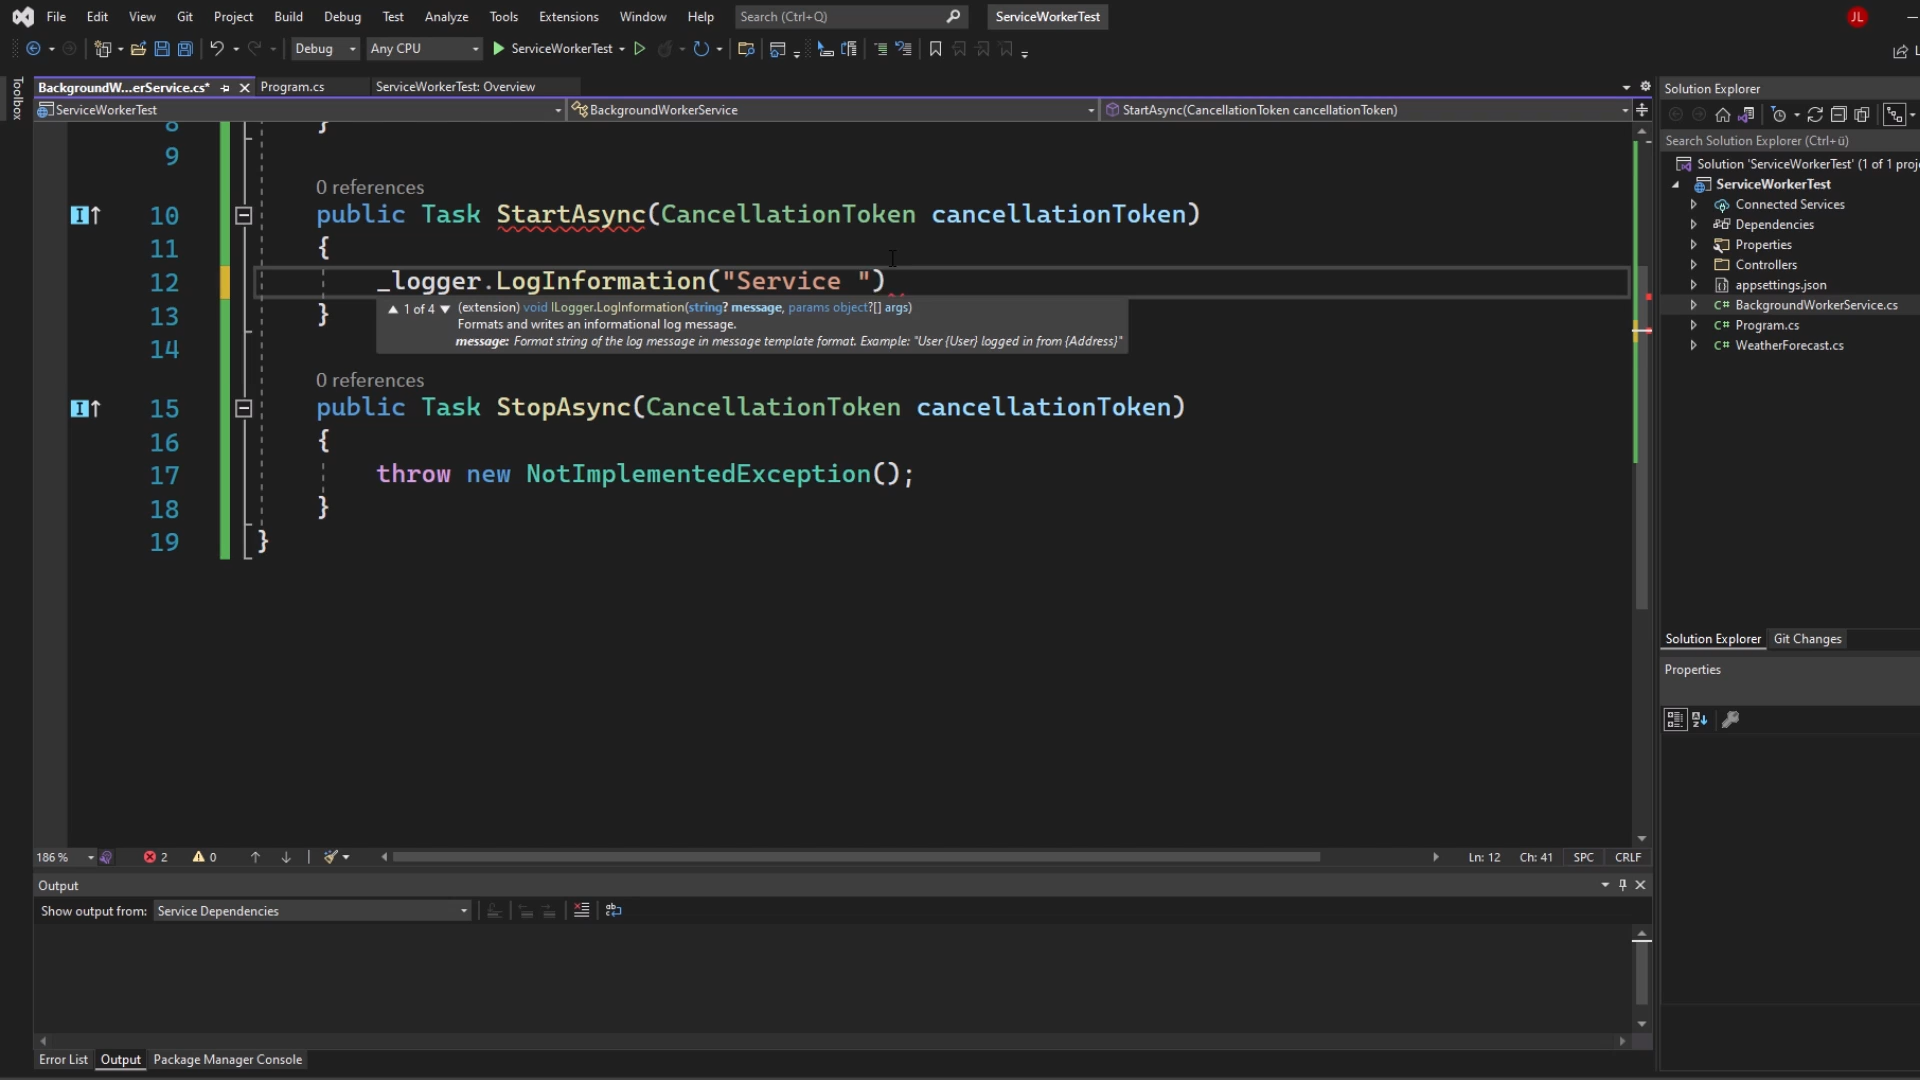 File Edit View Git Project Build Debug Test Analyze Tools Extensions Window Help Search (Ctrl+Q) ServiceWorkerTest JL
Debug Any CPU ServiceWorkerTest
Toolbox
BackgroundW...erService.cs* Program.cs ServiceWorkerTest: Overview
ServiceWorkerTest BackgroundWorkerService StartAsync(CancellationToken cancellationToken)
8 }
9
0 references
10 public Task StartAsync(CancellationToken cancellationToken)
11 {
12 _logger.LogInformation("Service ")
13 }
1 of 4 (extension) void ILogger.LogInformation(string? message, params object?[] args)
Formats and writes an informational log message.
message: Format string of the log message in message template format. Example: "User {User} logged in from {Address}"
14
0 references
15 public Task StopAsync(CancellationToken cancellationToken)
16 {
17 throw new NotImplementedException();
18 }
19 }
186 % 2 0 Ln: 12 Ch: 41 SPC CRLF
Output
Show output from: Service Dependencies
Error List Output Package Manager Console
Solution Explorer
Search Solution Explorer (Ctrl+ü)
Solution 'ServiceWorkerTest' (1 of 1 proje
ServiceWorkerTest
Connected Services
Dependencies
Properties
Controllers
appsettings.json
C# BackgroundWorkerService.cs
C# Program.cs
C# WeatherForecast.cs
Solution Explorer Git Changes
Properties